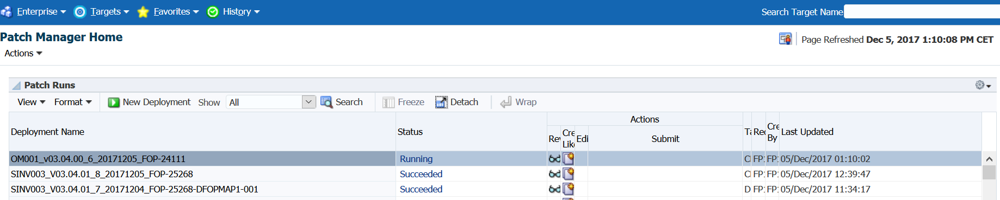 Enterprise Targets Favorites History Search Target Name
Patch Manager Home
Page Refreshed Dec 5, 2017 1:10:08 PM CET
Actions
Patch Runs
View Format New Deployment Show All Search Freeze Detach Wrap
Actions
Deployment Name Status Rev Cre Like Edi Submit Ta Rec Cre By Last Updated
OM001_v03.04.00_6_20171205_FOP-24111 Running C FP: FP: 05/Dec/2017 01:10:02
SINV003_V03.04.01_8_20171205_FOP-25268 Succeeded C FP: FP: 05/Dec/2017 12:39:47
SINV003_V03.04.01_7_20171204_FOP-25268-DFOPMAP1-001 Succeeded D FP: FP: 05/Dec/2017 11:34:17